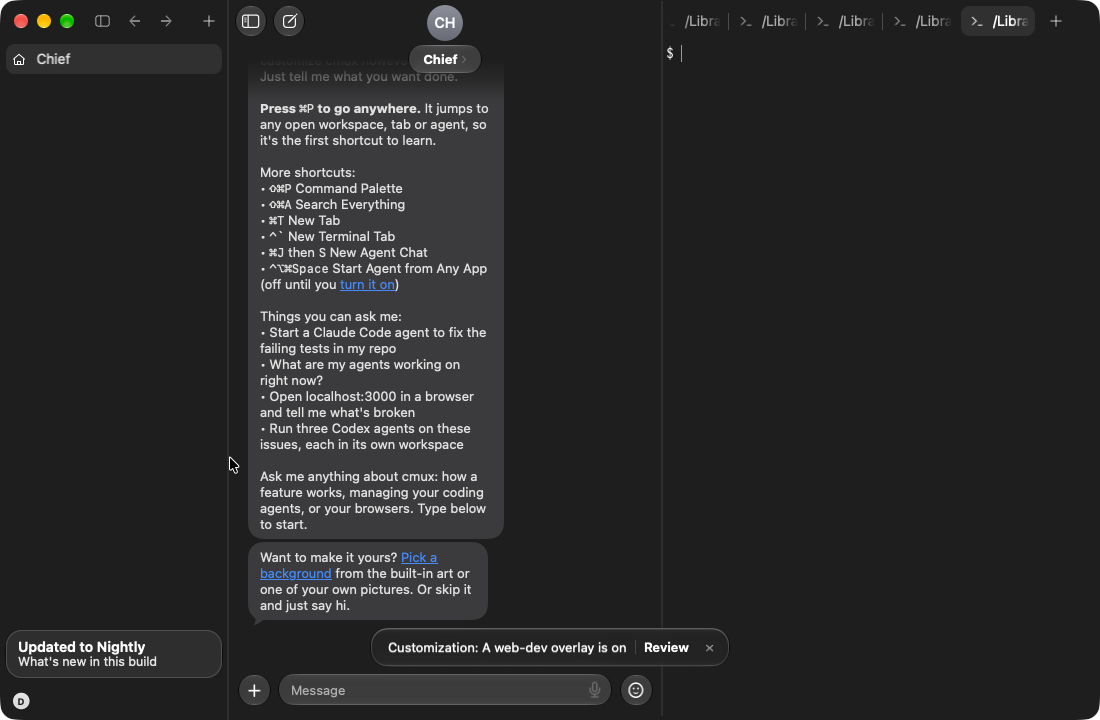 /Libra
>_ /Libra
>_ /Libra
>_ /Libra
>_ /Libra
Chief
CH
Chief
Just tell me what you want done.
Press ⌘P to go anywhere. It jumps to
any open workspace, tab or agent, so
it's the first shortcut to learn.
More shortcuts:
• ⇧⌘P Command Palette
• ⇧⌘A Search Everything
• ⌘T New Tab
• ^` New Terminal Tab
• ⌘J then S New Agent Chat
• ^⌥⌘Space Start Agent from Any App
(off until you turn it on)
Things you can ask me:
• Start a Claude Code agent to fix the
failing tests in my repo
• What are my agents working on
right now?
• Open localhost:3000 in a browser
and tell me what's broken
• Run three Codex agents on these
issues, each in its own workspace
Ask me anything about cmux: how a
feature works, managing your coding
agents, or your browsers. Type below
to start.
Want to make it yours? Pick a
background from the built-in art or
one of your own pictures. Or skip it
and just say hi.
Customization: A web-dev overlay is on Review ×
Message
Updated to Nightly
What's new in this build
D
$